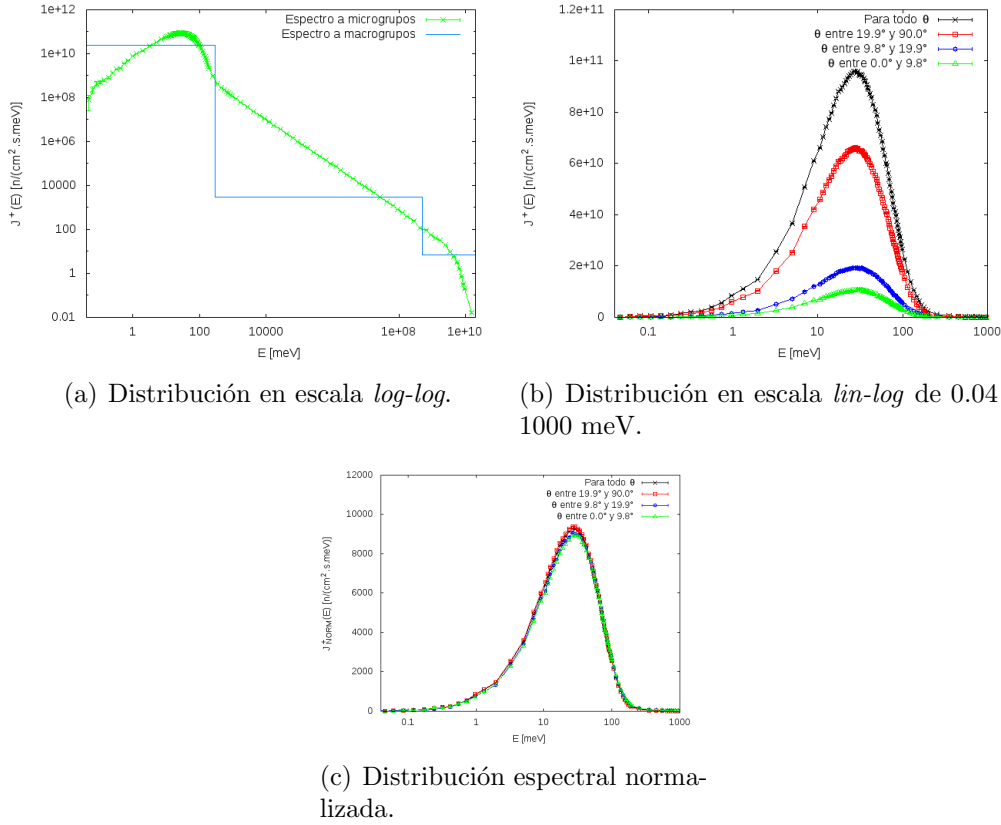 1e+12
1e+10
1e+08
1e+06
10000
100
1
0.01
J⁺(E) [n/(cm².s.meV)]
Espectro a microgrupos
Espectro a macrogrupos
1 100 10000 1e+08 1e+10
E [meV]
(a) Distribución en escala log-log.
1.2e+11
1e+11
8e+10
6e+10
4e+10
2e+10
0
J⁺(E) [n/(cm².s.meV)]
Para todo θ
θ entre 19.9° y 90.0°
θ entre 9.8° y 19.9°
θ entre 0.0° y 9.8°
0.1 1 10 100 1000
E [meV]
(b) Distribución en escala lin-log de 0.04
1000 meV.
12000
10000
8000
6000
4000
2000
0
J⁺NORM(E) [n/(cm².s.meV)]
Para todo θ
θ entre 19.9° y 90.0°
θ entre 9.8° y 19.9°
θ entre 0.0° y 9.8°
0.1 1 10 100 1000
E [meV]
(c) Distribución espectral norma-
lizada.